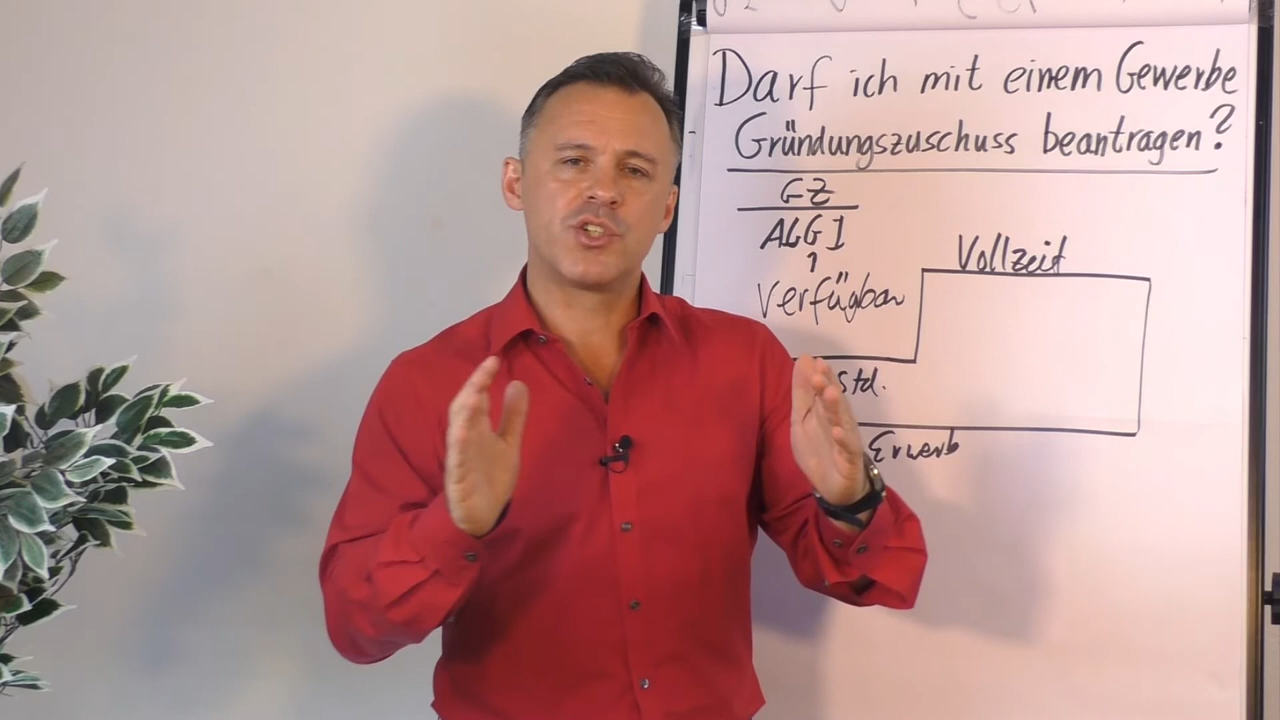 Darf ich mit einem Gewerbe
Gründungszuschuss beantragen?
GZ
ALG I
Verfügbar
Vollzeit
Std.
Erwerb